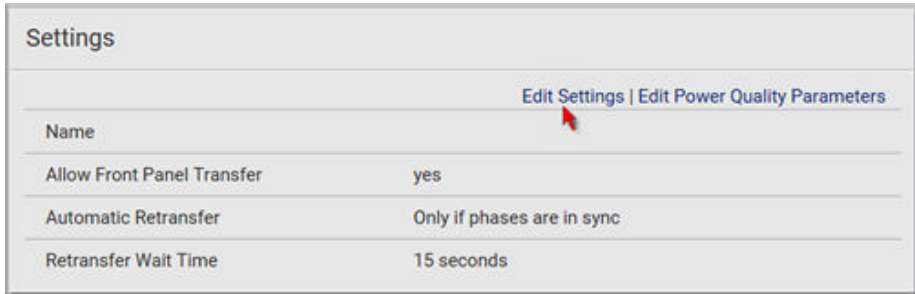 Settings
Edit Settings | Edit Power Quality Parameters
Name
Allow Front Panel Transfer yes
Automatic Retransfer Only if phases are in sync
Retransfer Wait Time 15 seconds